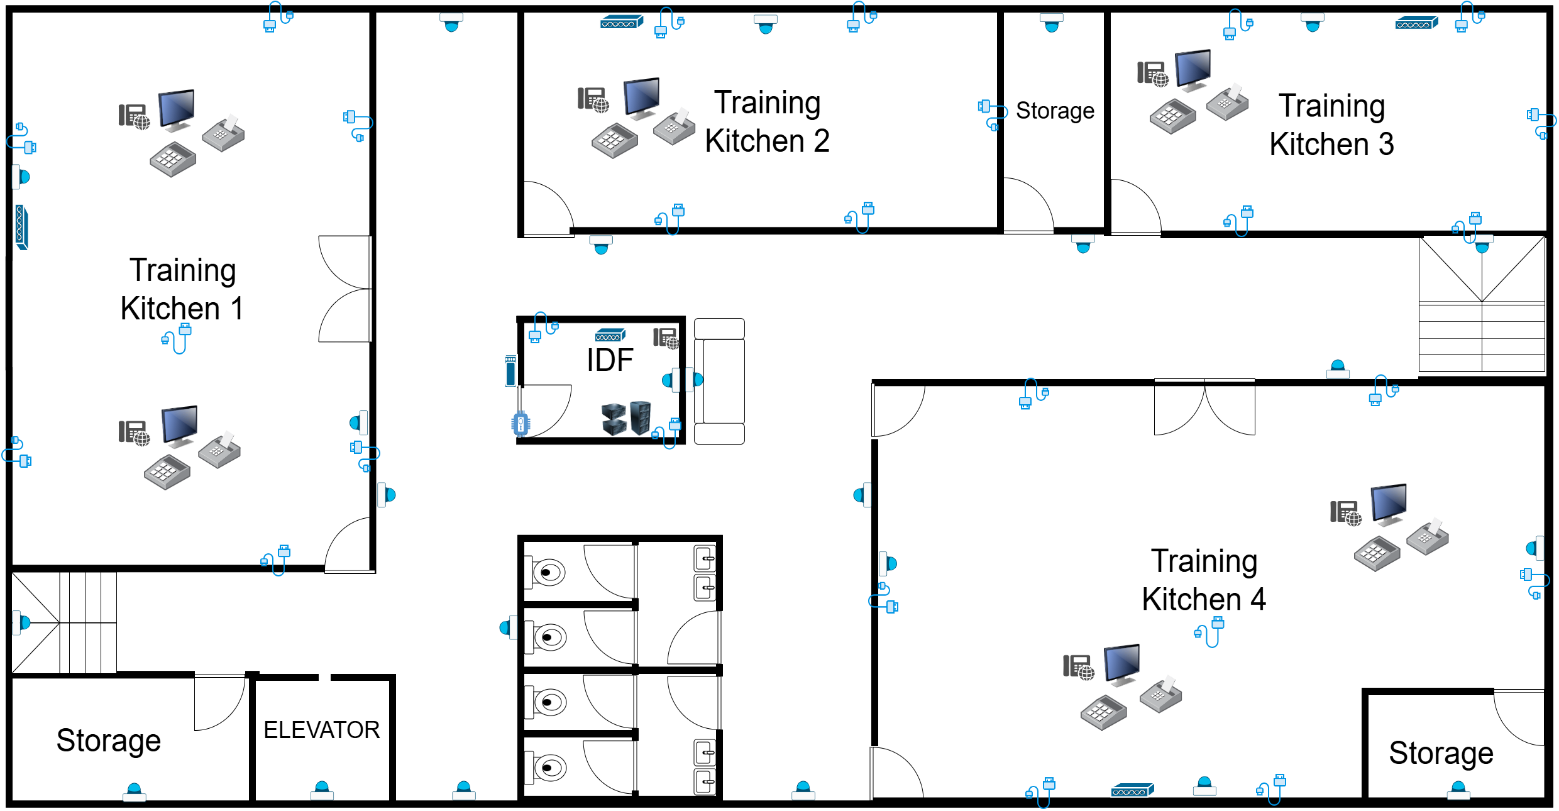 Training
Kitchen 2
Storage
Training
Kitchen 3
Training
Kitchen 1
IDF
Training
Kitchen 4
Storage
ELEVATOR
Storage